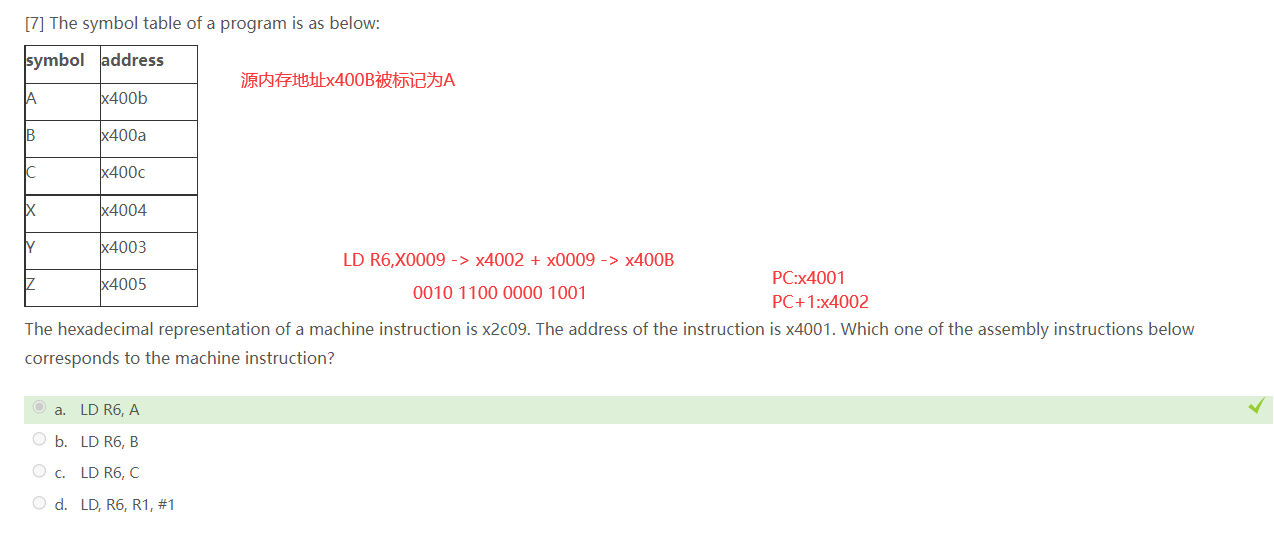 [7] The symbol table of a program is as below:
symbol address
源内存地址x400B被标记为A
A x400b
B x400a
C x400c
X x4004
Y x4003
LD R6,X0009 -> x4002 + x0009 -> x400B
PC:x4001
Z x4005
0010 1100 0000 1001
PC+1:x4002
The hexadecimal representation of a machine instruction is x2c09. The address of the instruction is x4001. Which one of the assembly instructions below
corresponds to the machine instruction?
a. LD R6, A
b. LD R6, B
c. LD R6, C
d. LD, R6, R1, #1